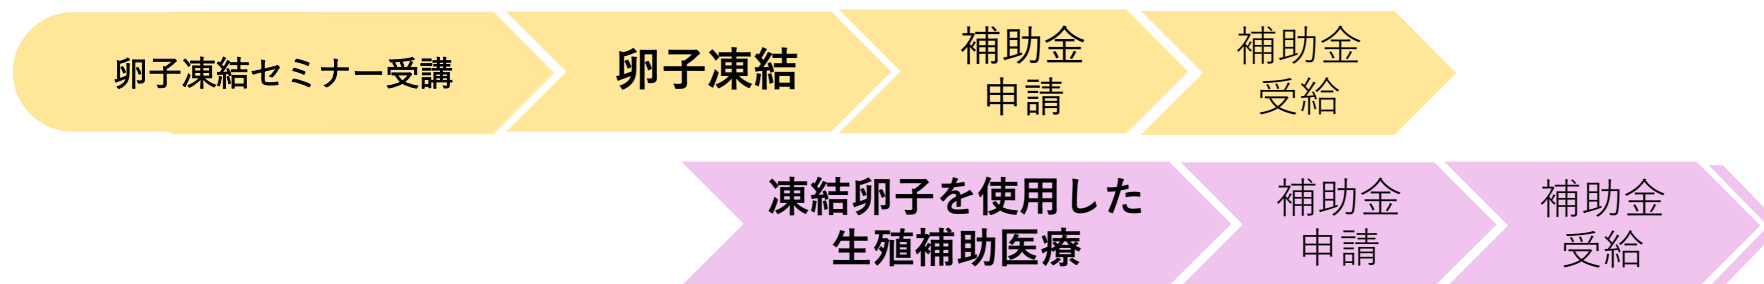 卵子凍結セミナー受講
卵子凍結
補助金
申請
補助金
受給
凍結卵子を使用した
生殖補助医療
補助金
申請
補助金
受給